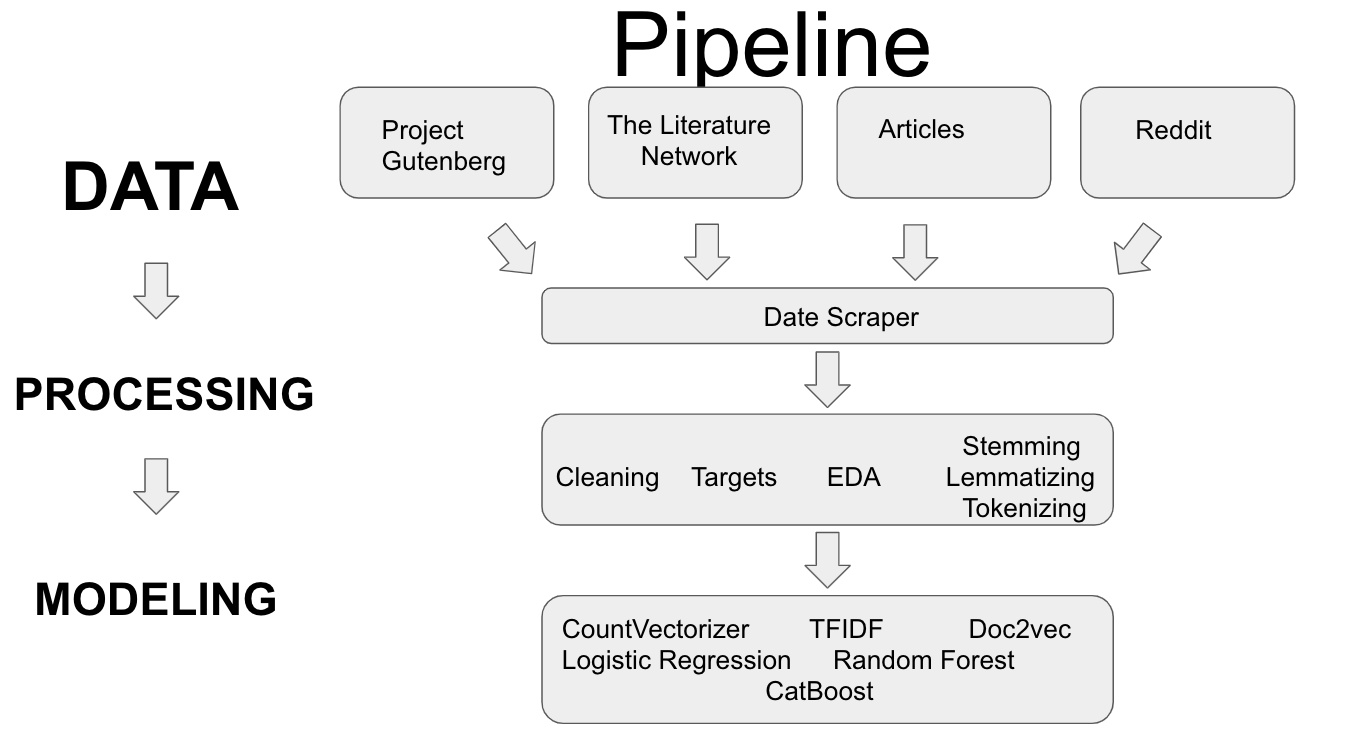 Pipeline
Project
Gutenberg
The Literature
Network
Articles
Reddit
DATA
Date Scraper
PROCESSING
Cleaning Targets EDA
Stemming
Lemmatizing
Tokenizing
MODELING
CountVectorizer TFIDF Doc2vec
Logistic Regression Random Forest
CatBoost